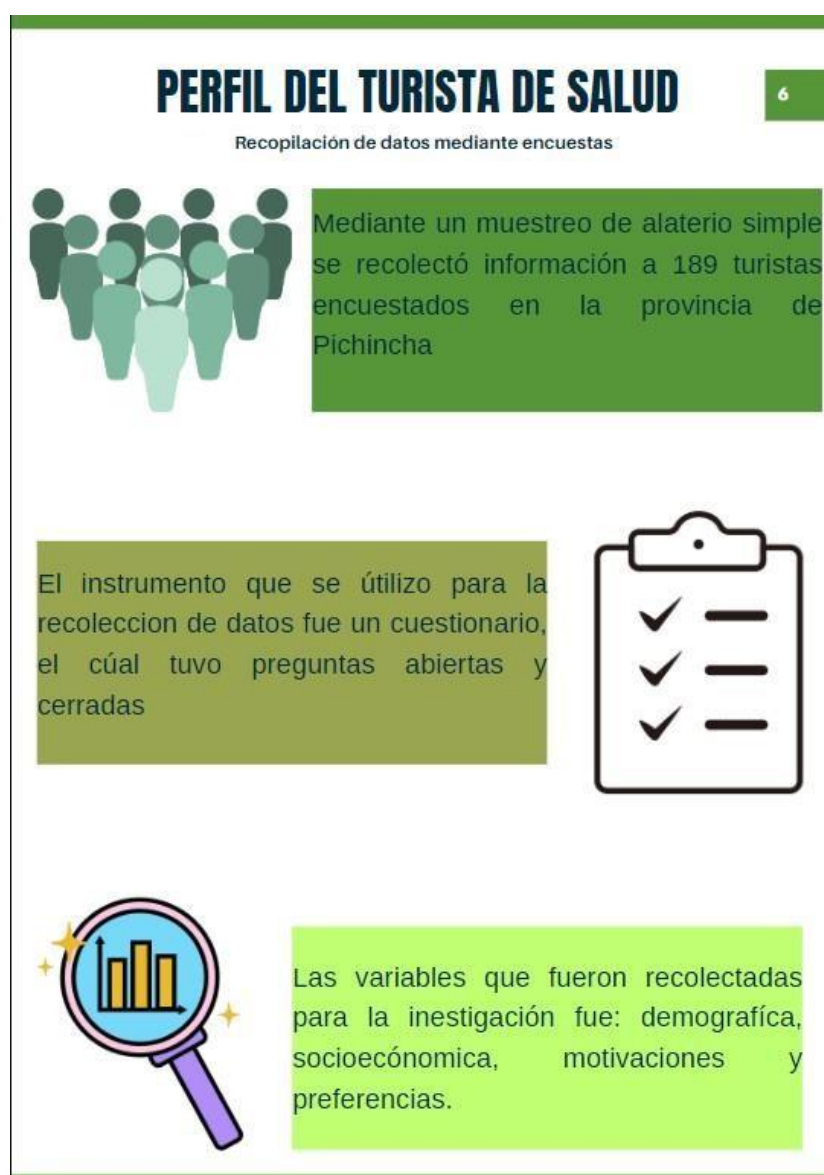 PERFIL DEL TURISTA DE SALUD
6
Recopilación de datos mediante encuestas
Mediante un muestreo de alaterio simple
se recolectó información a 189 turistas
encuestados en la provincia de
Pichincha
El instrumento que se útilizo para la
recoleccion de datos fue un cuestionario,
el cúal tuvo preguntas abiertas y
cerradas
Las variables que fueron recolectadas
para la inestigación fue: demografíca,
socioecónomica, motivaciones y
preferencias.